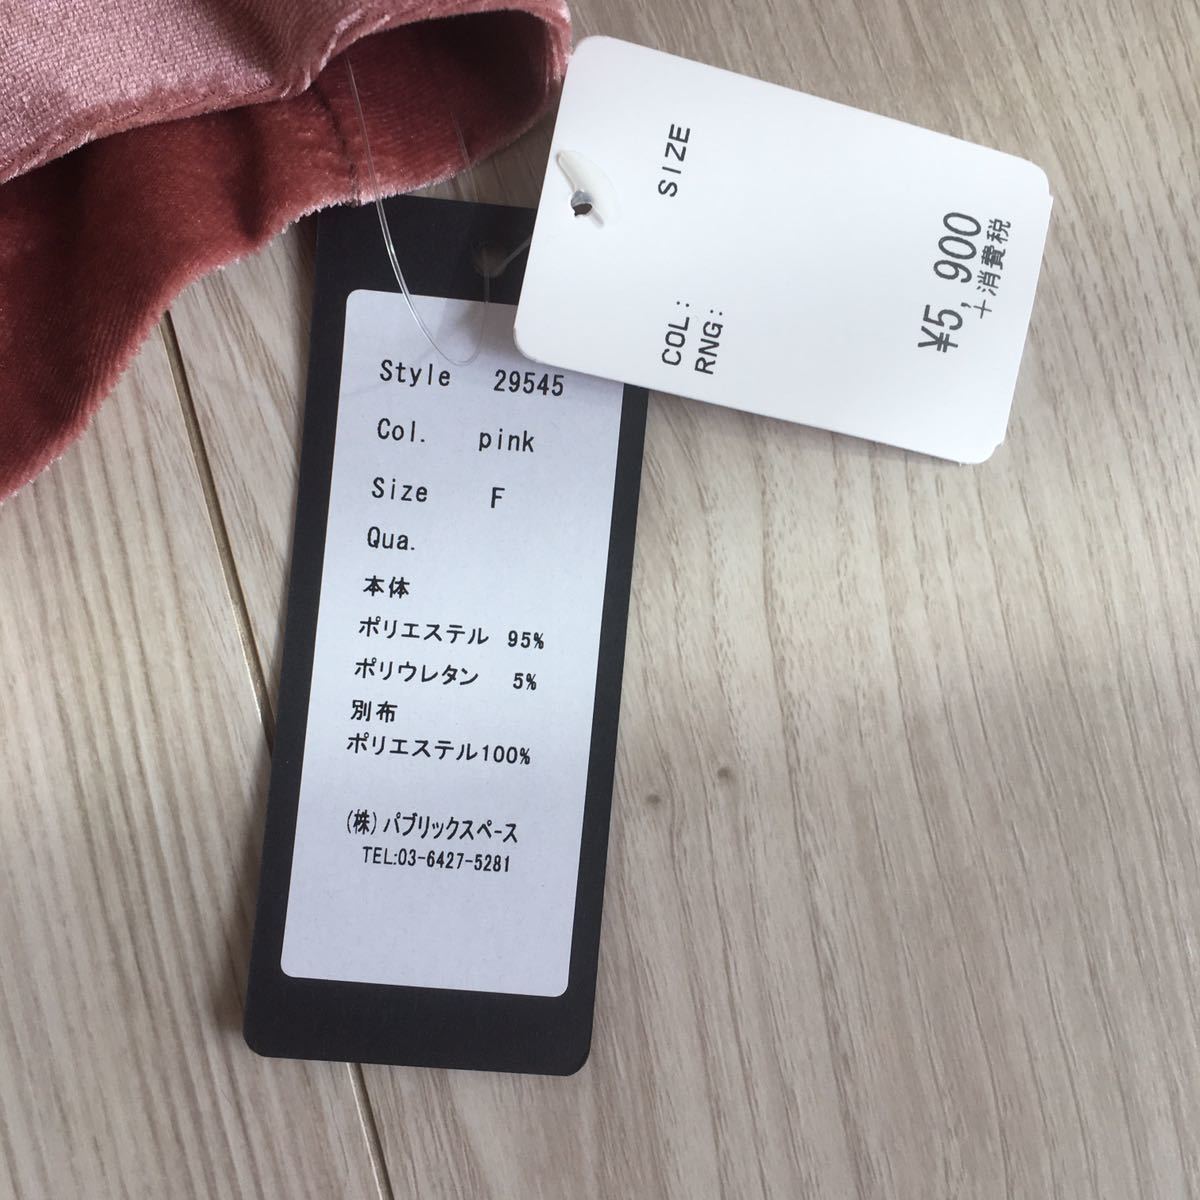 Style 29545
Col. pink
Size F
Qua.
本体
ポリエステル 95%
ポリウレタン 5%
別布
ポリエステル100%
(株)パブリックスペース
TEL:03-6427-5281
SIZE
COL:
RNG:
¥5,900
+消費税